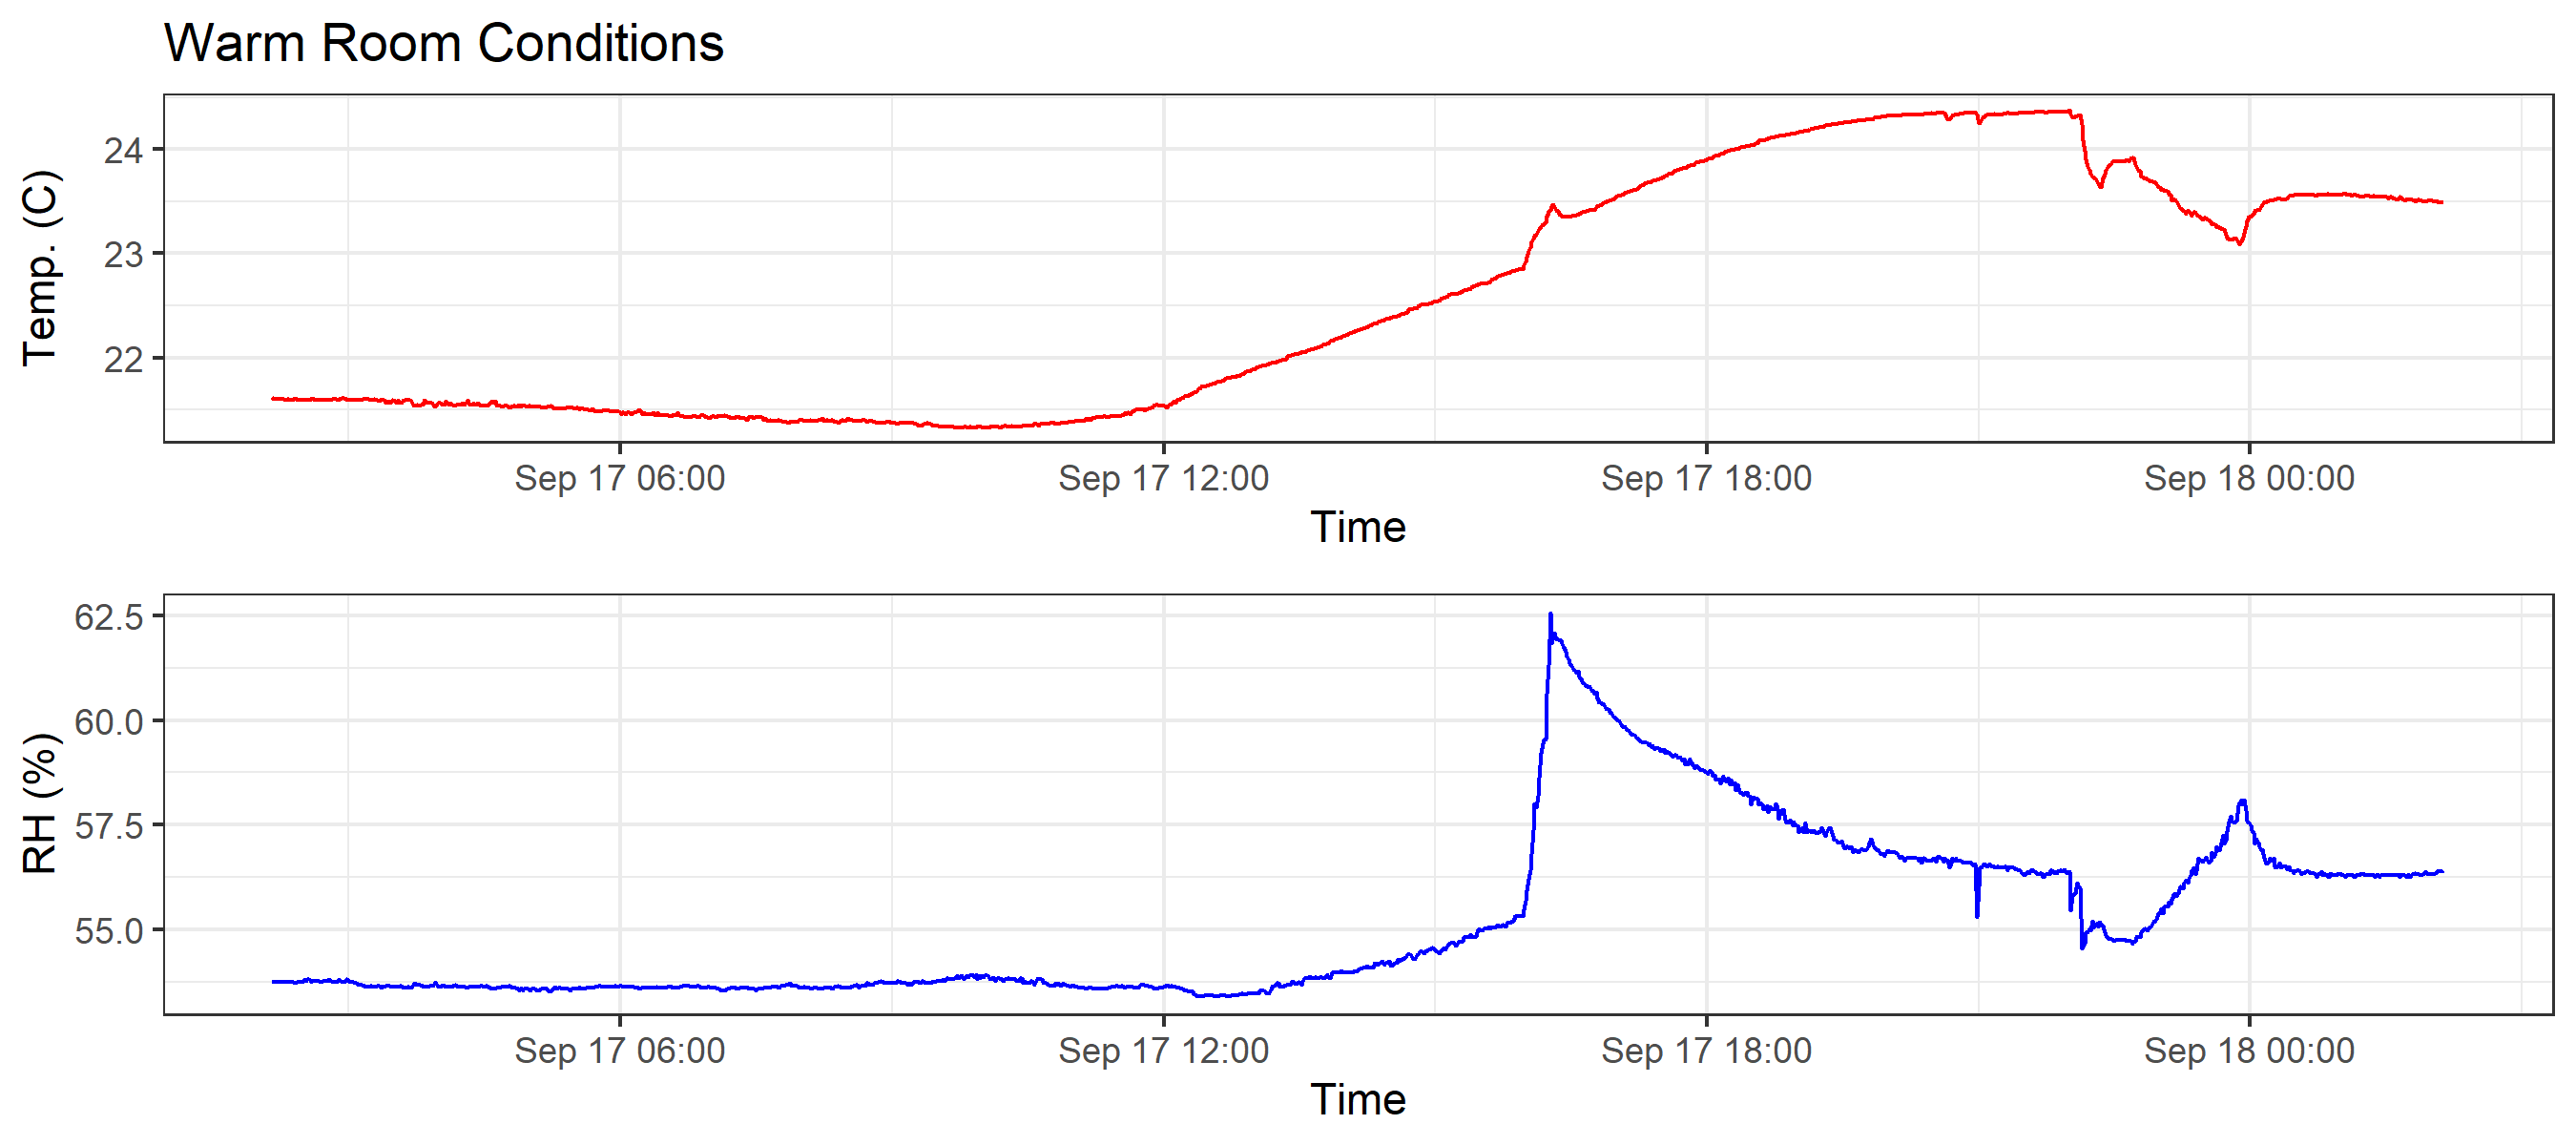 Warm Room Conditions
Temp. (C)
24
23
22
Sep 17 06:00 Sep 17 12:00 Sep 17 18:00 Sep 18 00:00
Time
RH (%)
62.5
60.0
57.5
55.0
Sep 17 06:00 Sep 17 12:00 Sep 17 18:00 Sep 18 00:00
Time